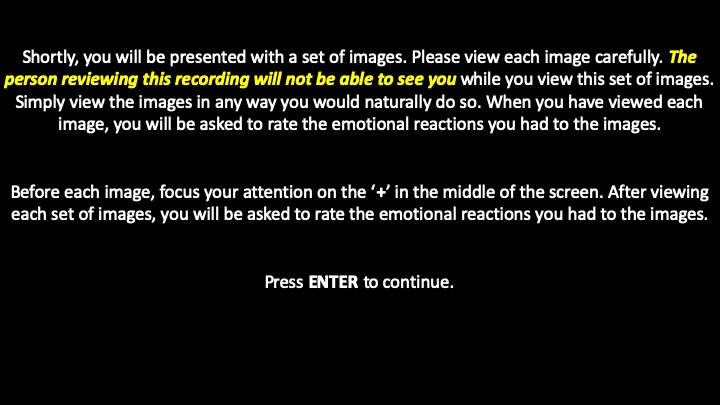 Shortly, you will be presented with a set of images. Please view each image carefully. The
person reviewing this recording will not be able to see you while you view this set of images.
Simply view the images in any way you would naturally do so. When you have viewed each
image, you will be asked to rate the emotional reactions you had to the images.
Before each image, focus your attention on the ‘+’ in the middle of the screen. After viewing
each set of images, you will be asked to rate the emotional reactions you had to the images.
Press ENTER to continue.